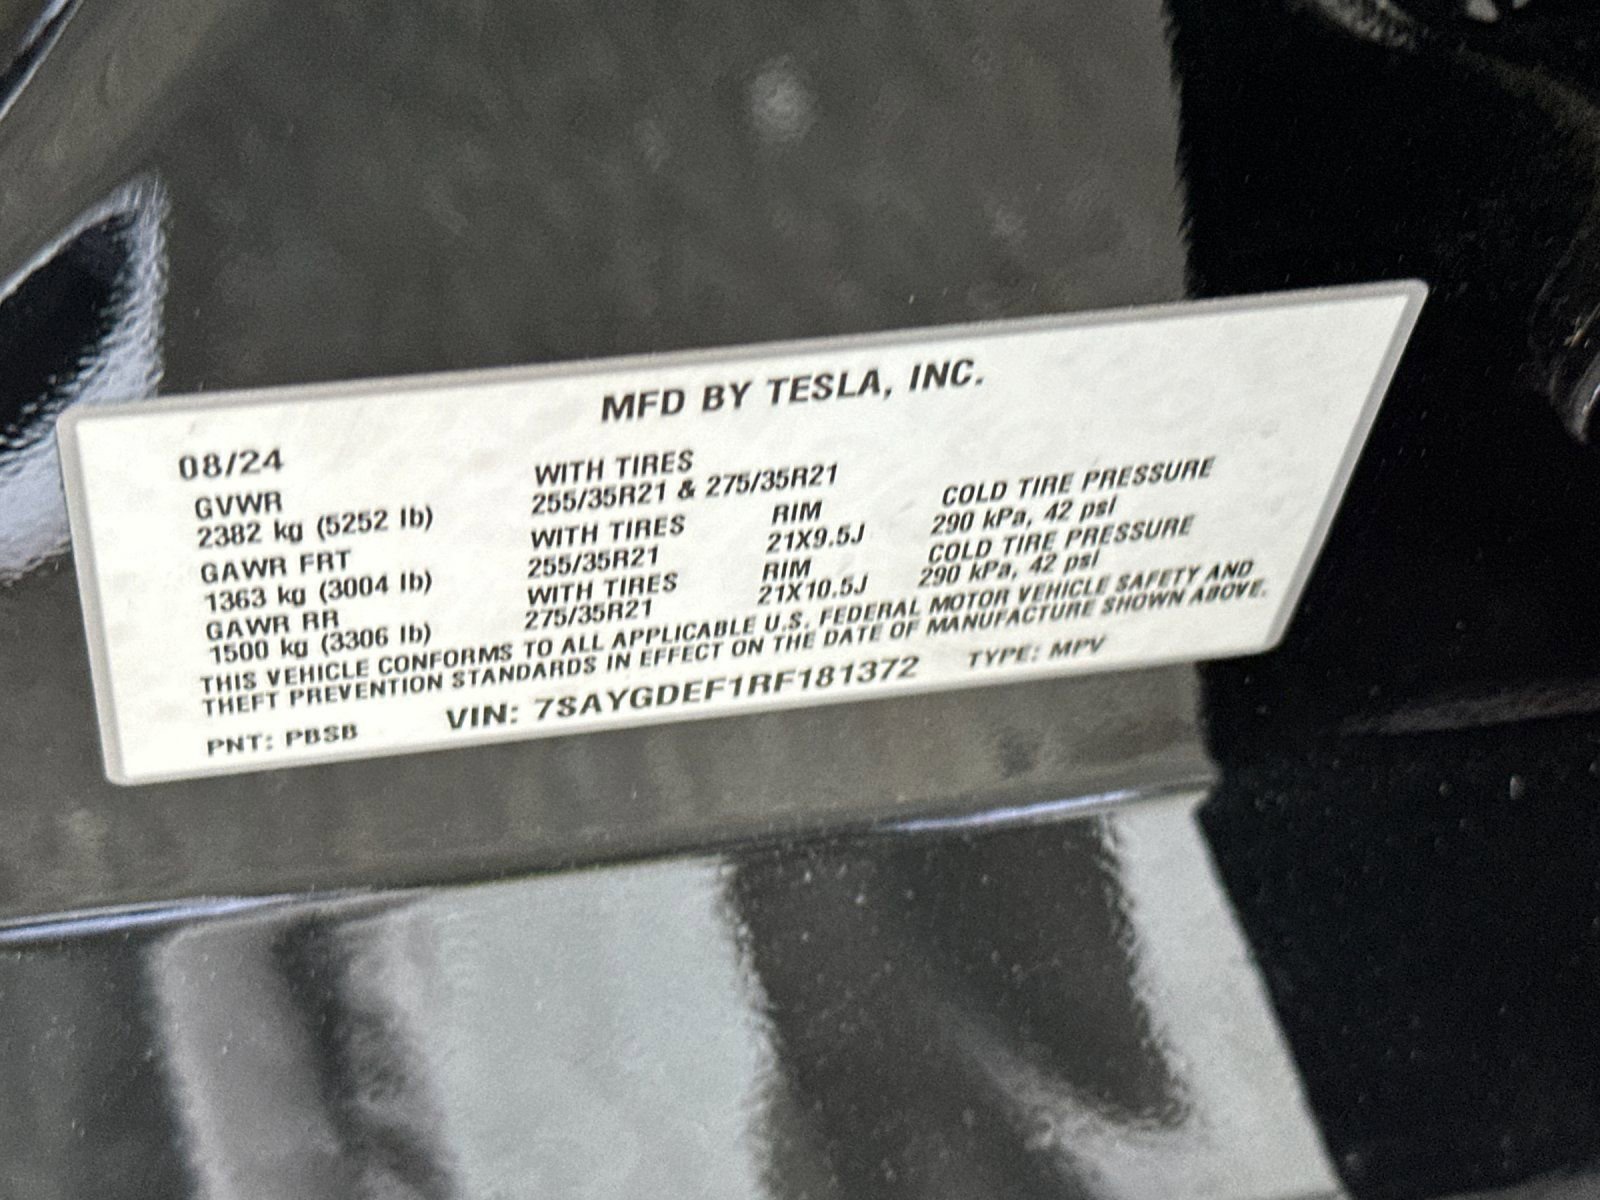 MFD BY TESLA, INC.
08/24
GVWR
2382 kg (5252 lb)
WITH TIRES
255/35R21 & 275/35R21
GAWR FRT
1363 kg (3004 lb)
WITH TIRES
255/35R21
RIM
21X9.5J
COLD TIRE PRESSURE
290 kPa, 42 psi
GAWR RR
1500 kg (3306 lb)
WITH TIRES
275/35R21
RIM
21X10.5J
COLD TIRE PRESSURE
290 kPa, 42 psi
THIS VEHICLE CONFORMS TO ALL APPLICABLE U.S. FEDERAL MOTOR VEHICLE SAFETY AND
THEFT PREVENTION STANDARDS IN EFFECT ON THE DATE OF MANUFACTURE SHOWN ABOVE.
PNT: PBSB VIN: 7SAYGDEF1RF181372 TYPE: MPV